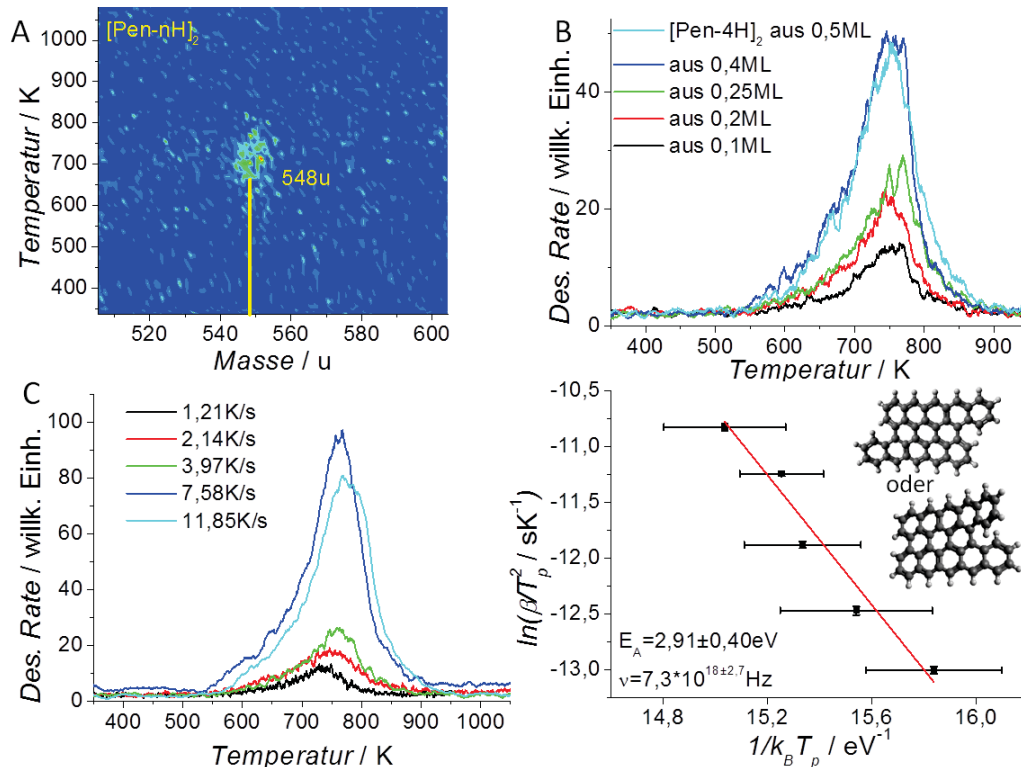 A
[Pen-nH]2
548u
Temperatur / K
1000
900
800
700
600
500
400
520 540 560 580 600
Masse / u
B
[Pen-4H]2 aus 0,5ML
aus 0,4ML
aus 0,25ML
aus 0,2ML
aus 0,1ML
Des. Rate / willk. Einh.
40
20
0
400 500 600 700 800 900
Temperatur / K
C
1,21K/s
2,14K/s
3,97K/s
7,58K/s
11,85K/s
Des. Rate / willk. Einh.
100
80
60
40
20
0
400 500 600 700 800 900 1000
Temperatur / K
oder
ln(β/Tp2 / sK-1)
-10,5
-11,0
-11,5
-12,0
-12,5
-13,0
EA=2,91±0,40eV
ν=7,3*1018±2,7Hz
14,8 15,2 15,6 16,0
1/kBTp / eV-1